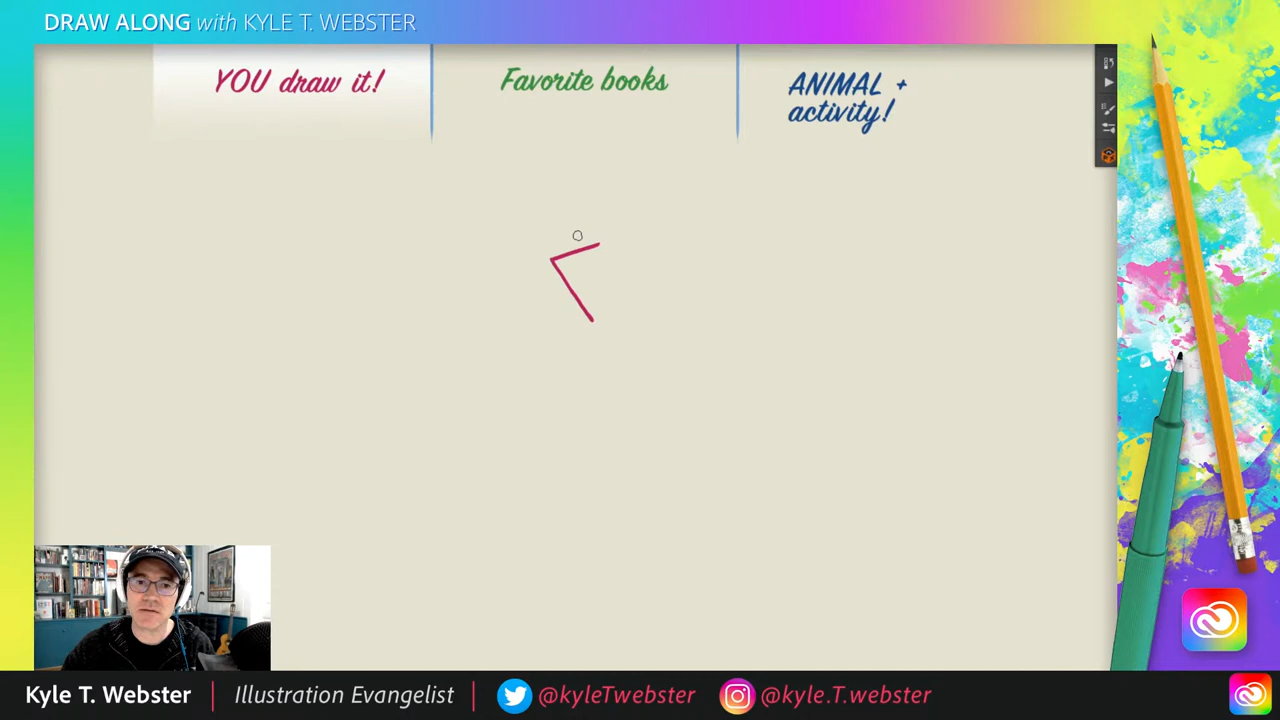 DRAW ALONG with KYLE T. WEBSTER
YOU draw it!
Favorite books
ANIMAL +
activity!
Kyle T. Webster
Illustration Evangelist
@kyleTwebster
@kyle.T.webster